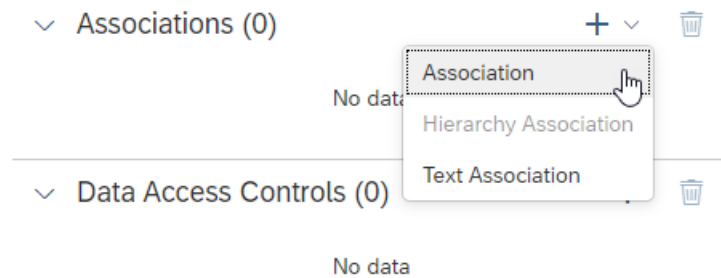 Associations (0)
Association
No data
Hierarchy Association
Text Association
Data Access Controls (0)
No data